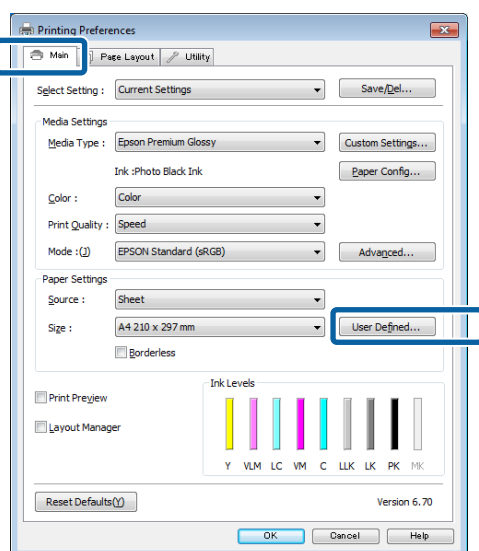 Printing Preferences
Main Page Layout Utility
Select Setting : Current Settings Save/Del...
Media Settings
Media Type : Epson Premium Glossy Custom Settings...
Ink :Photo Black Ink Paper Config...
Color : Color
Print Quality : Speed
Mode :(J) EPSON Standard (sRGB) Advanced...
Paper Settings
Source : Sheet
Size : A4 210 x 297 mm User Defined...
Borderless
Ink Levels
Print Preview
Layout Manager
Y VLM LC VM C LLK LK PK MK
Reset Defaults(Y) Version 6.70
OK Cancel Help